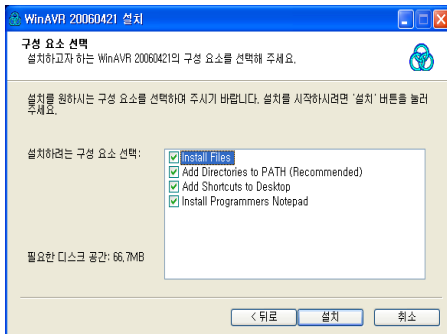 WinAVR 20060421 설치
구성 요소 선택
설치하고자 하는 WinAVR 20060421의 구성 요소를 선택해 주세요.
설치를 원하시는 구성 요소를 선택하여 주시기 바랍니다. 설치를 시작하시려면 '설치' 버튼을 눌러
주세요.
설치하려는 구성 요소 선택:
Install Files
Add Directories to PATH (Recommended)
Add Shortcuts to Desktop
Install Programmers Notepad
필요한 디스크 공간: 66.7MB
< 뒤로
설치
취소